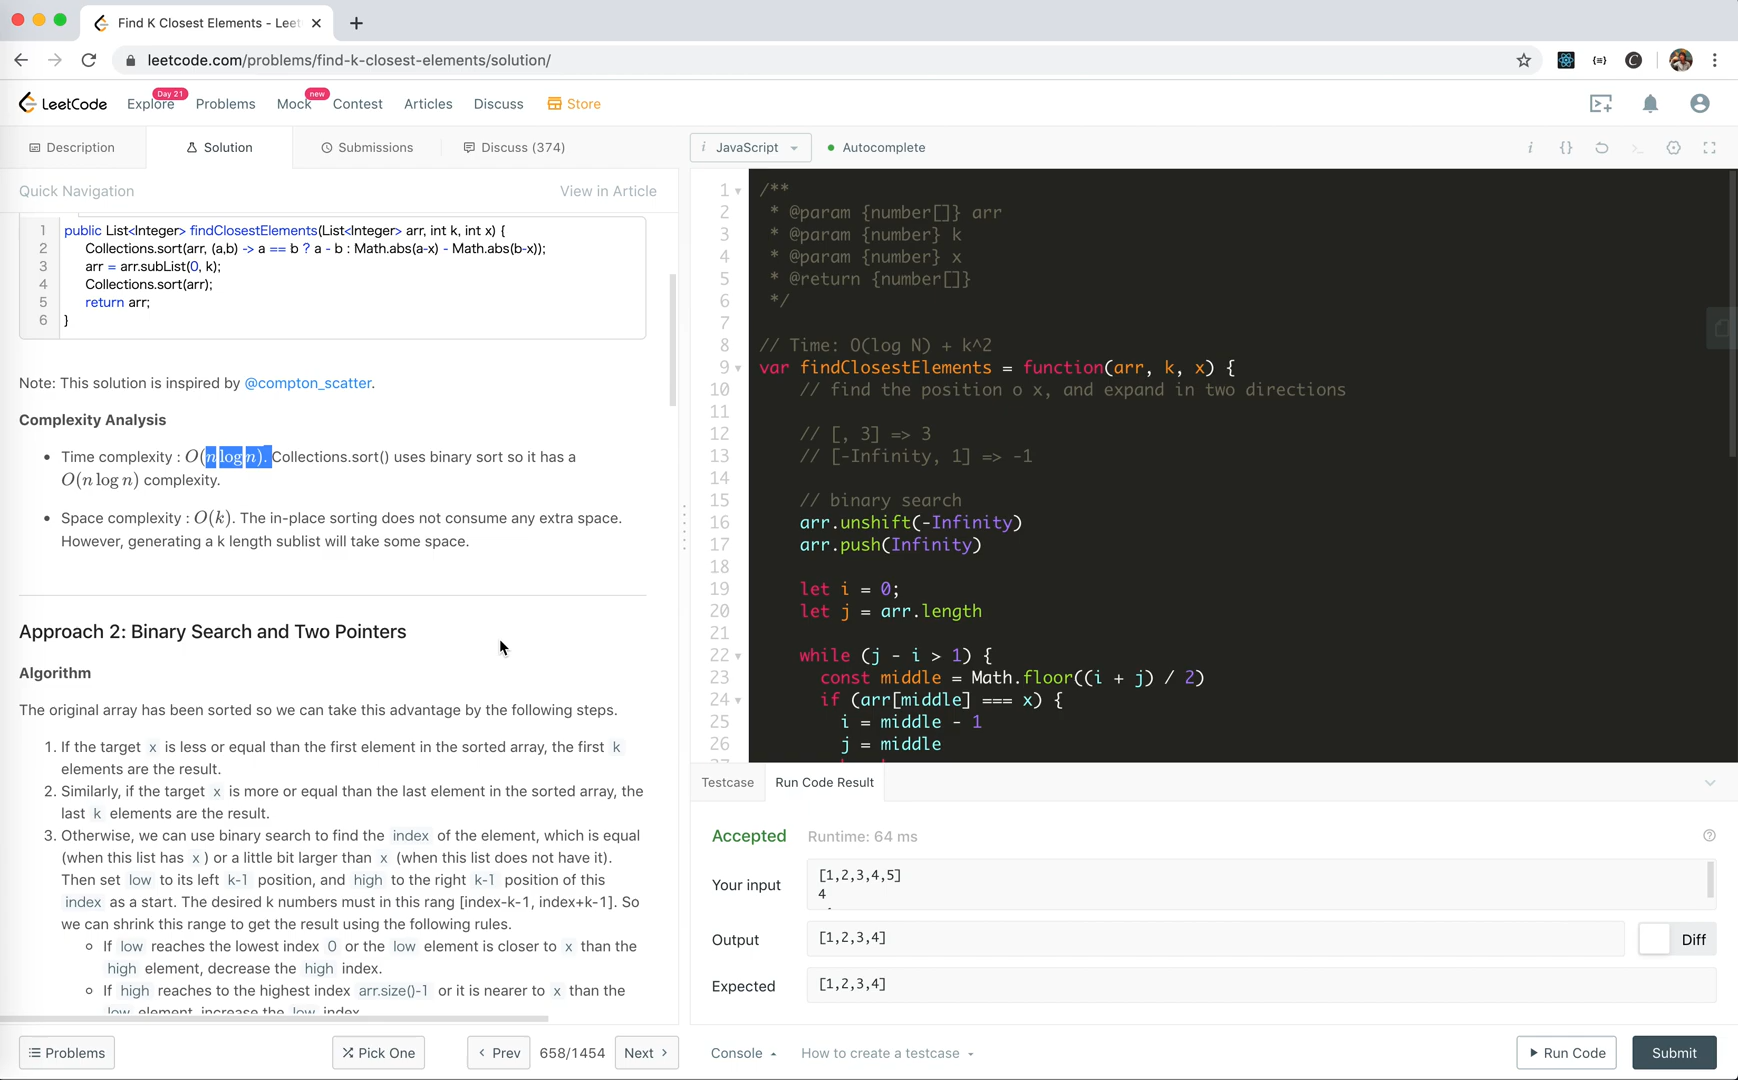 Find K Closest Elements - Leet
leetcode.com/problems/find-k-closest-elements/solution/
LeetCode Explore Day 21 Problems Mock new Contest Articles Discuss Store
Description Solution Submissions Discuss (374)
Quick Navigation View in Article
1 public List<Integer> findClosestElements(List<Integer> arr, int k, int x) {
2 Collections.sort(arr, (a,b) -> a == b ? a - b : Math.abs(a-x) - Math.abs(b-x));
3 arr = arr.subList(0, k);
4 Collections.sort(arr);
5 return arr;
6 }
Note: This solution is inspired by @compton_scatter.
Complexity Analysis
• Time complexity : O(n log n). Collections.sort() uses binary sort so it has a
O(n log n) complexity.
• Space complexity : O(k). The in-place sorting does not consume any extra space.
However, generating a k length sublist will take some space.
Approach 2: Binary Search and Two Pointers
Algorithm
The original array has been sorted so we can take this advantage by the following steps.
1. If the target x is less or equal than the first element in the sorted array, the first k
elements are the result.
2. Similarly, if the target x is more or equal than the last element in the sorted array, the
last k elements are the result.
3. Otherwise, we can use binary search to find the index of the element, which is equal
(when this list has x ) or a little bit larger than x (when this list does not have it).
Then set low to its left k-1 position, and high to the right k-1 position of this
index as a start. The desired k numbers must in this rang [index-k-1, index+k-1]. So
we can shrink this range to get the result using the following rules.
If low reaches the lowest index 0 or the low element is closer to x than the
high element, decrease the high index.
If high reaches to the highest index arr.size()-1 or it is nearer to x than the
low element, increase the low index.
Problems Pick One Prev 658/1454 Next
i JavaScript Autocomplete
1 /**
2 * @param {number[]} arr
3 * @param {number} k
4 * @param {number} x
5 * @return {number[]}
6 */
7
8 // Time: O(log N) + k^2
9 var findClosestElements = function(arr, k, x) {
10 // find the position o x, and expand in two directions
11
12 // [, 3] => 3
13 // [-Infinity, 1] => -1
14
15 // binary search
16 arr.unshift(-Infinity)
17 arr.push(Infinity)
18
19 let i = 0;
20 let j = arr.length
21
22 while (j - i > 1) {
23 const middle = Math.floor((i + j) / 2)
24 if (arr[middle] === x) {
25 i = middle - 1
26 j = middle
Testcase Run Code Result
Accepted Runtime: 64 ms
Your input [1,2,3,4,5]
4
Output [1,2,3,4] Diff
Expected [1,2,3,4]
Console How to create a testcase Run Code Submit